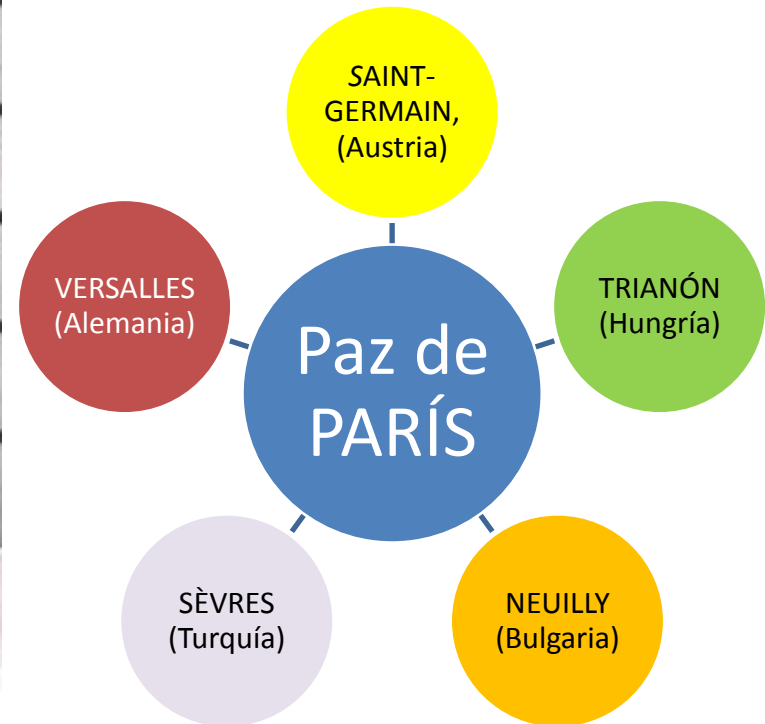 SAINT-
GERMAIN,
(Austria)
VERSALLES
(Alemania)
TRIANÓN
(Hungría)
Paz de
PARÍS
SÈVRES
(Turquía)
NEUILLY
(Bulgaria)